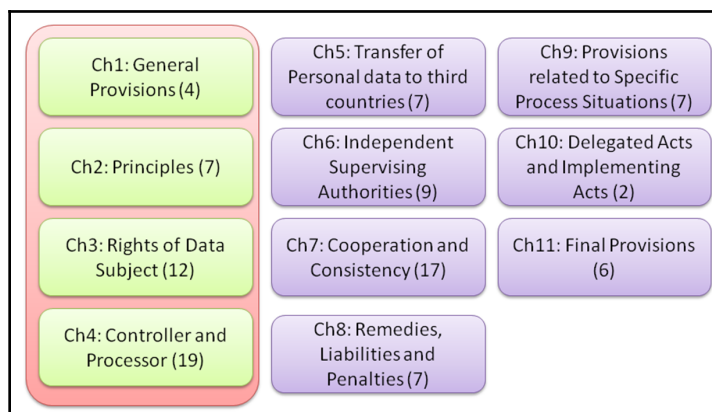 Ch1: General
Provisions (4)
Ch2: Principles (7)
Ch3: Rights of Data
Subject (12)
Ch4: Controller and
Processor (19)
Ch5: Transfer of
Personal data to third
countries (7)
Ch6: Independent
Supervising
Authorities (9)
Ch7: Cooperation and
Consistency (17)
Ch8: Remedies,
Liabilities and
Penalties (7)
Ch9: Provisions
related to Specific
Process Situations (7)
Ch10: Delegated Acts
and Implementing
Acts (2)
Ch11: Final Provisions
(6)